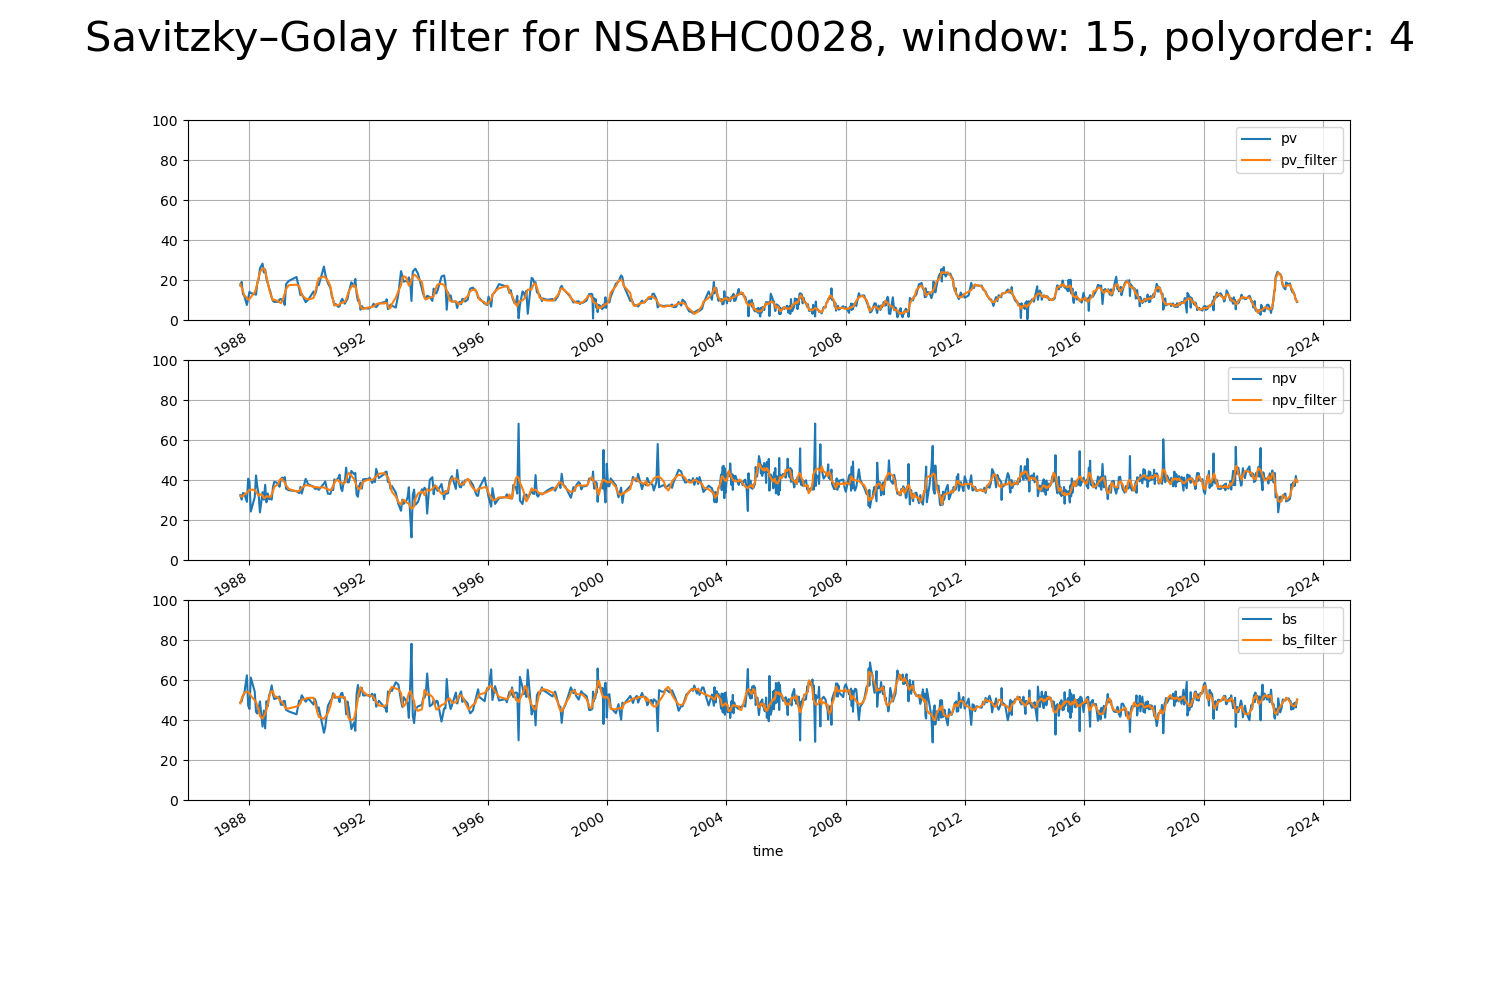 Savitzky–Golay filter for NSABHC0028, window: 15, polyorder: 4
100
80
60
40
20
0
pv
pv_filter
1988 1992 1996 2000 2004 2008 2012 2016 2020 2024
100
80
60
40
20
0
npv
npv_filter
1988 1992 1996 2000 2004 2008 2012 2016 2020 2024
100
80
60
40
20
0
bs
bs_filter
1988 1992 1996 2000 2004 2008 2012 2016 2020 2024
time